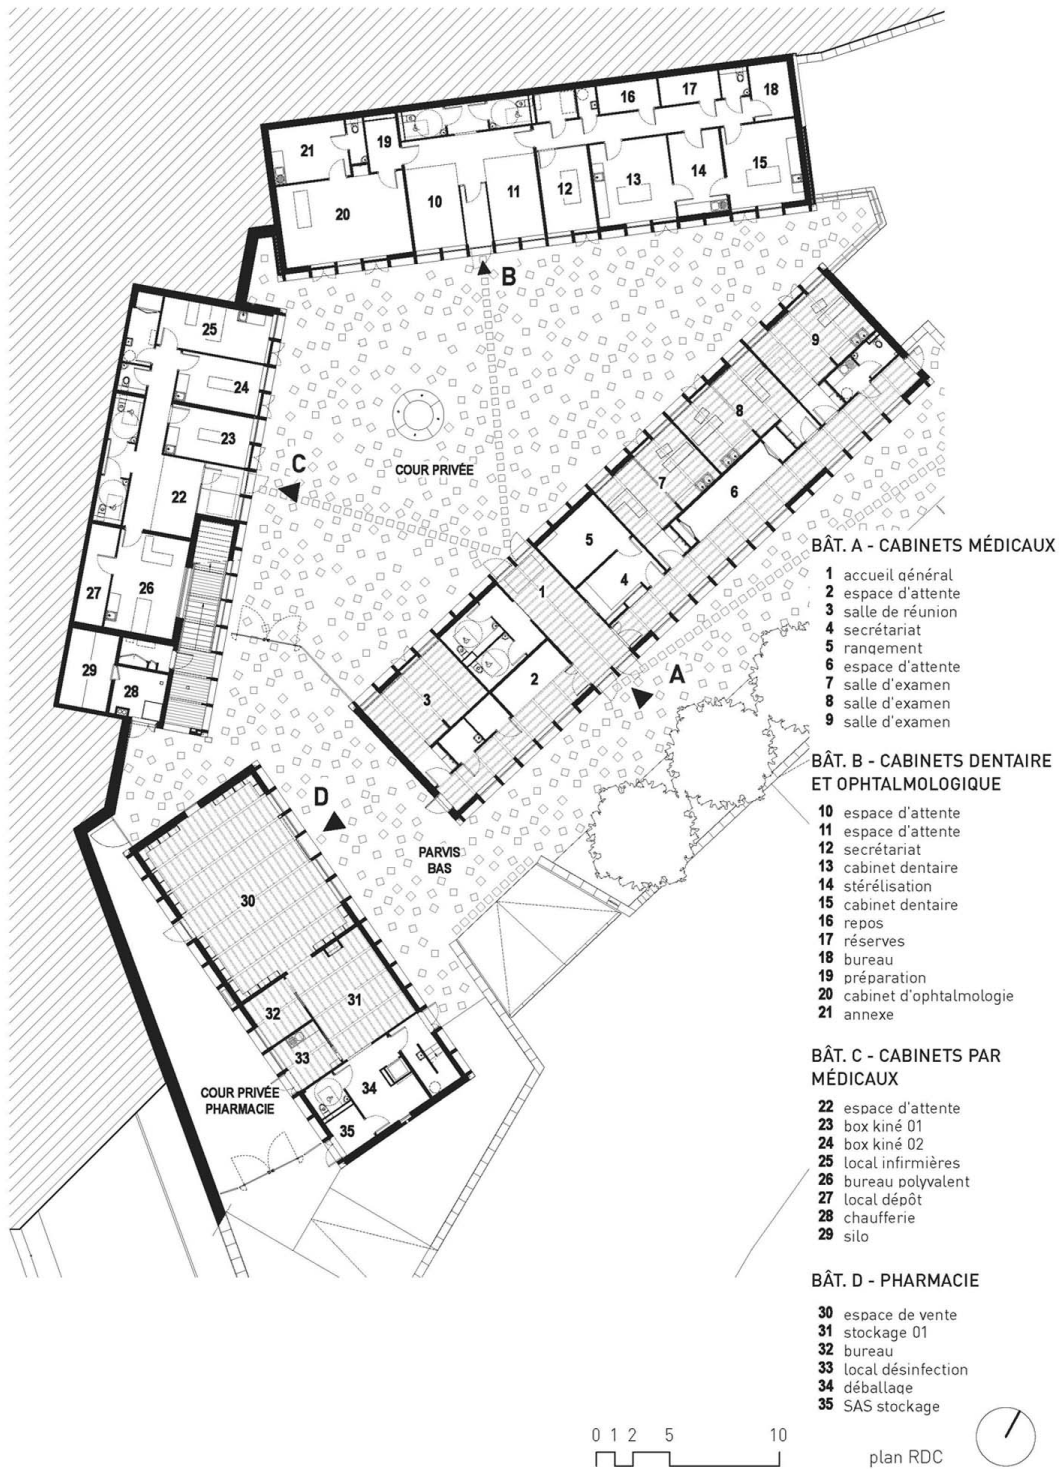 18
17
16
21
19
15
14
13
12
11
10
20
B
25
9
24
8
23
COUR PRIVÉE
C
7
6
22
5
4
27
26
1
A
29
2
28
3
D
PARVIS
BAS
30
31
32
33
34
COUR PRIVÉE
PHARMACIE
35
BÂT. A - CABINETS MÉDICAUX
1 accueil général
2 espace d'attente
3 salle de réunion
4 secrétariat
5 rangement
6 espace d'attente
7 salle d'examen
8 salle d'examen
9 salle d'examen
BÂT. B - CABINETS DENTAIRE
ET OPHTALMOLOGIQUE
10 espace d'attente
11 espace d'attente
12 secrétariat
13 cabinet dentaire
14 stérélisation
15 cabinet dentaire
16 repos
17 réserves
18 bureau
19 préparation
20 cabinet d'ophtalmologie
21 annexe
BÂT. C - CABINETS PAR
MÉDICAUX
22 espace d'attente
23 box kiné 01
24 box kiné 02
25 local infirmières
26 bureau polyvalent
27 local dépôt
28 chaufferie
29 silo
BÂT. D - PHARMACIE
30 espace de vente
31 stockage 01
32 bureau
33 local désinfection
34 déballage
35 SAS stockage
0 1 2 5 10
plan RDC